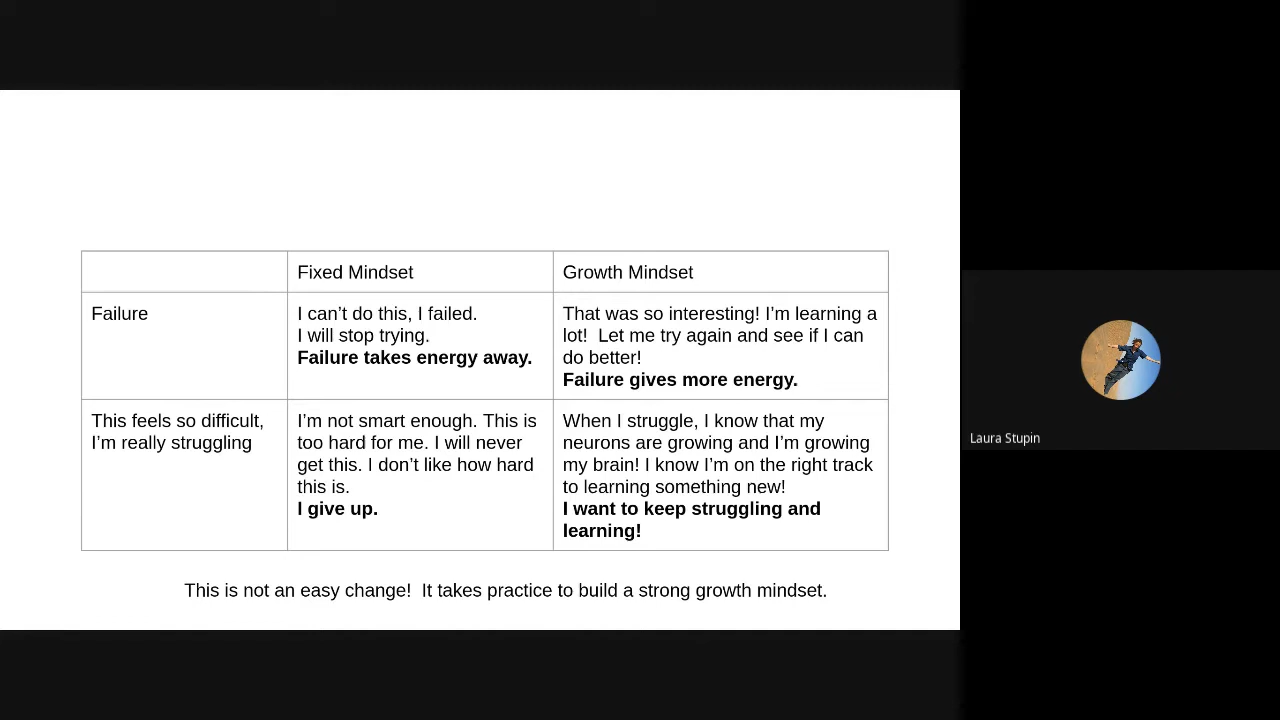 Fixed Mindset
Growth Mindset
Failure
I can’t do this, I failed.
I will stop trying.
Failure takes energy away.
That was so interesting! I’m learning a
lot!  Let me try again and see if I can
do better!
Failure gives more energy.
This feels so difficult,
I’m really struggling
I’m not smart enough. This is
too hard for me. I will never
get this. I don’t like how hard
this is.
I give up.
When I struggle, I know that my
neurons are growing and I’m growing
my brain! I know I’m on the right track
to learning something new!
I want to keep struggling and
learning!
This is not an easy change!  It takes practice to build a strong growth mindset.
Laura Stupin